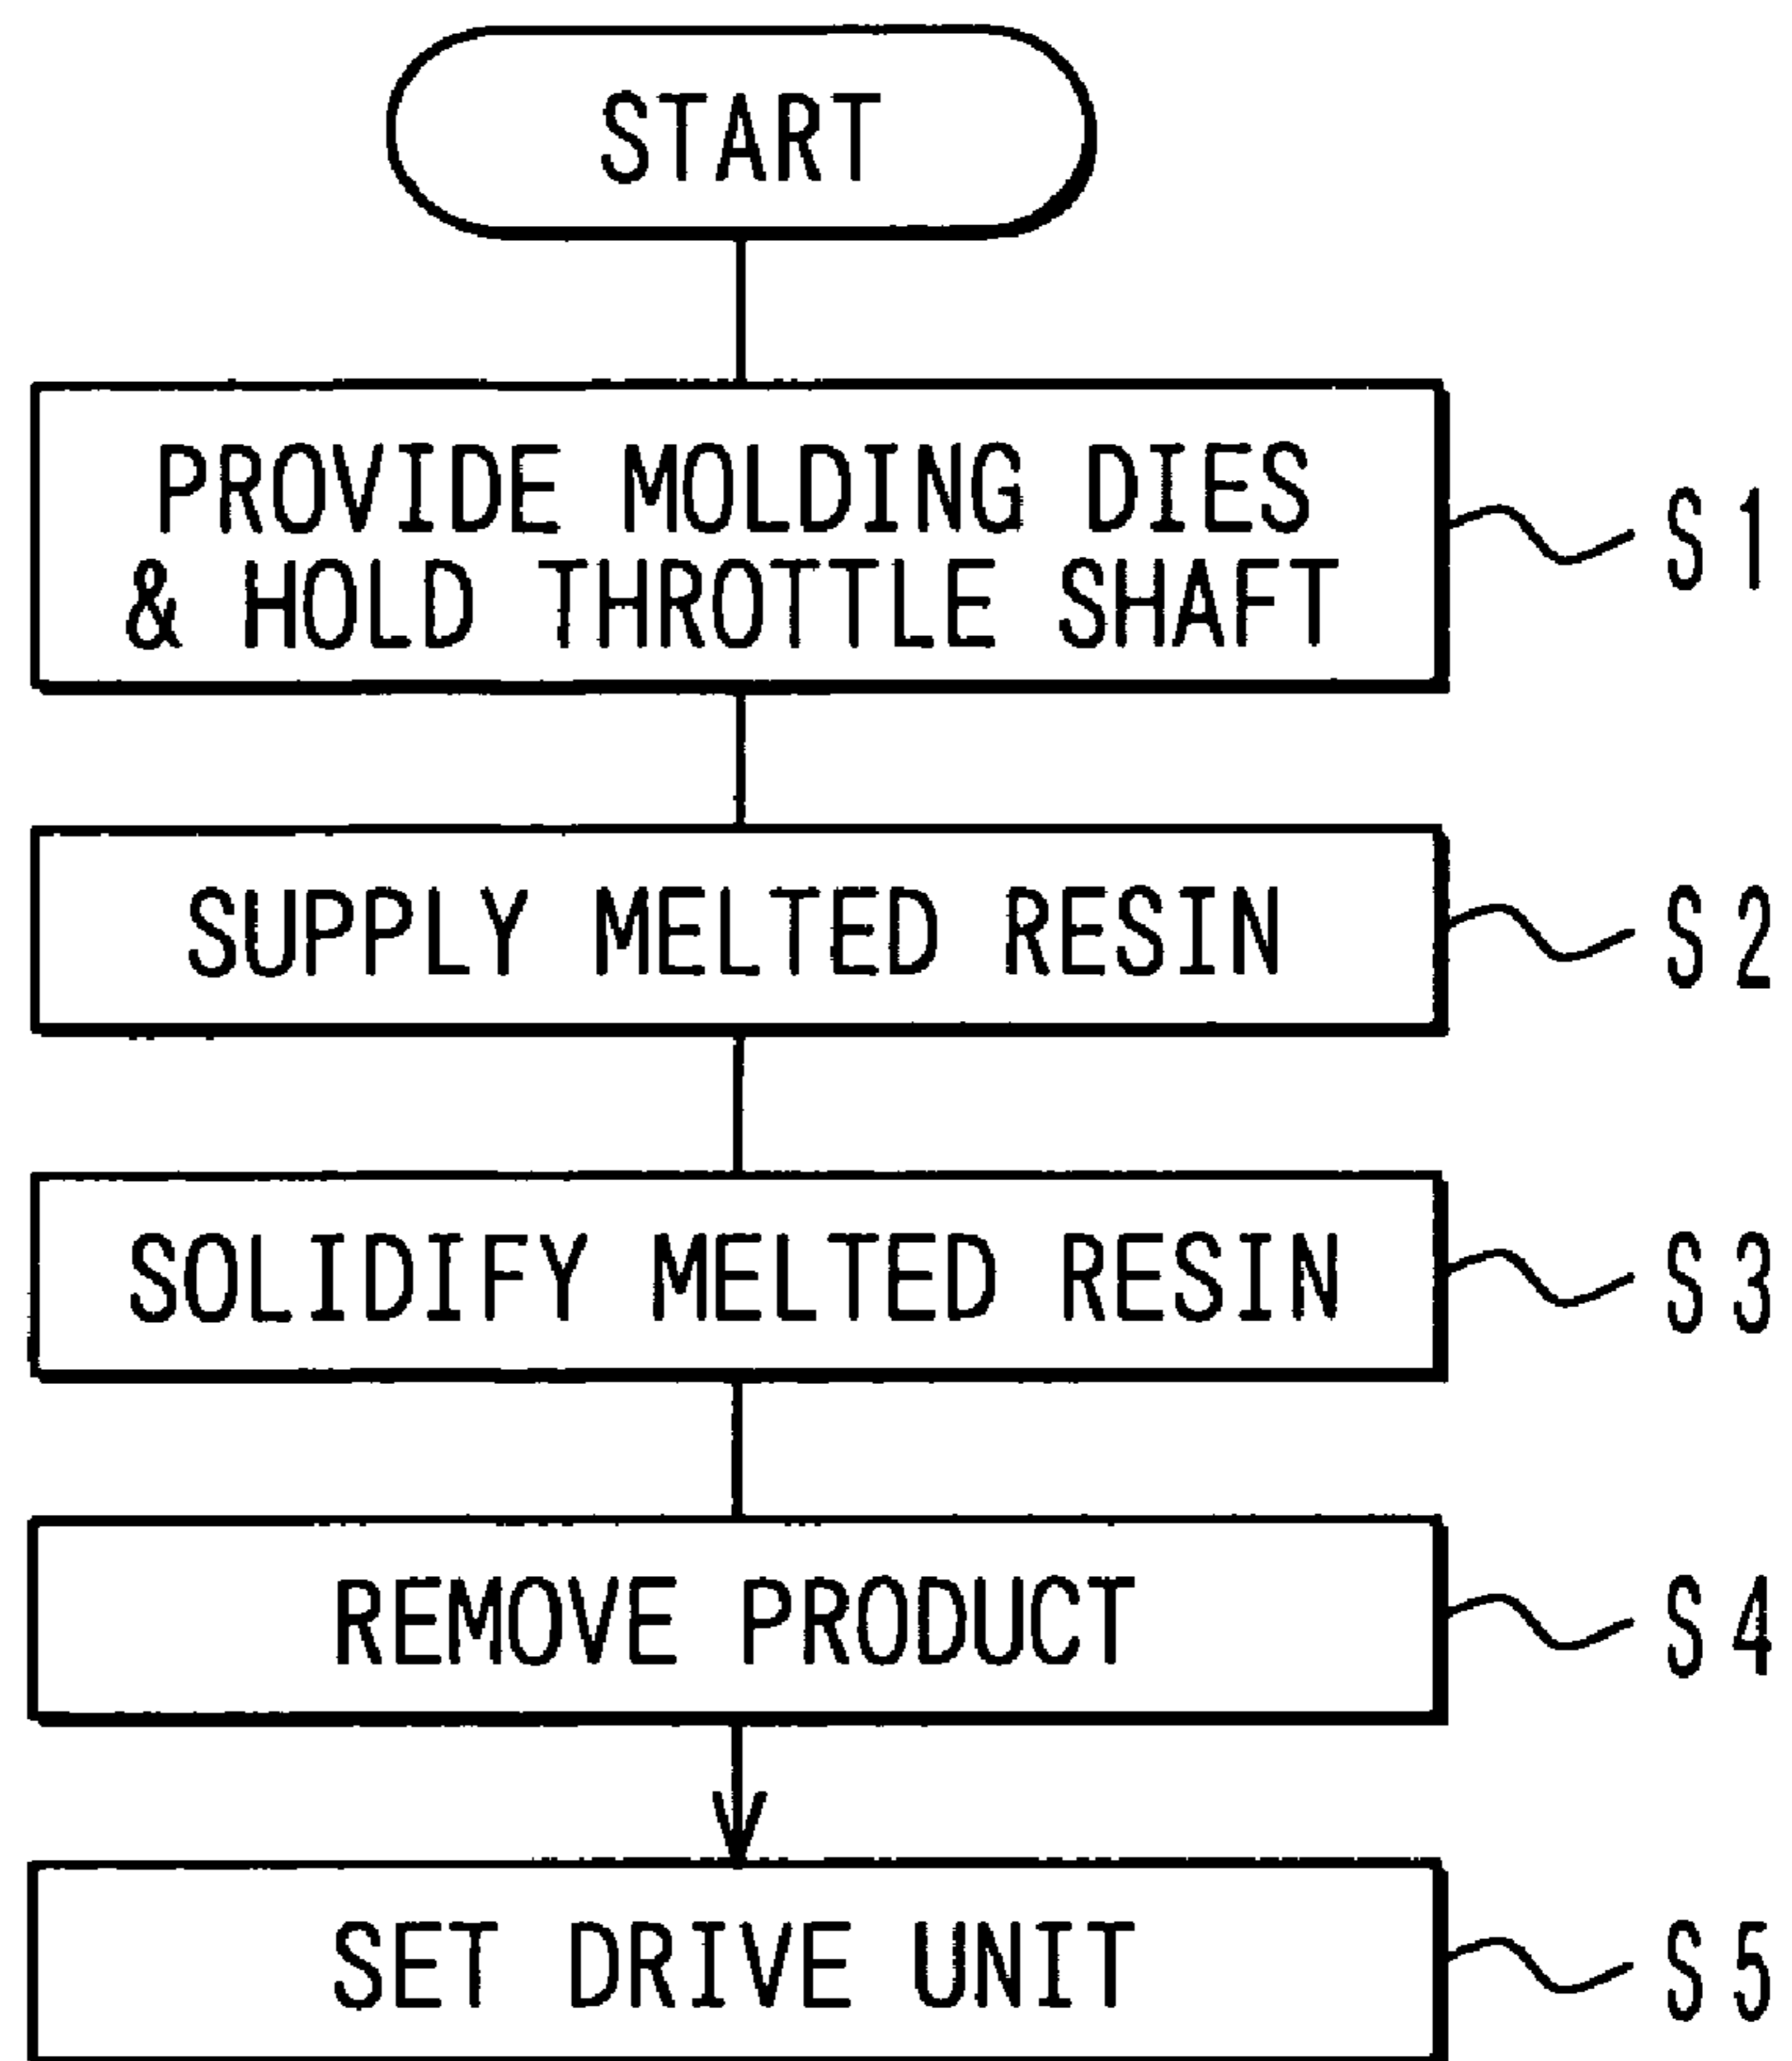 START
PROVIDE MOLDING DIES
& HOLD THROTTLE SHAFT
S1
SUPPLY MELTED RESIN
S2
SOLIDIFY MELTED RESIN
S3
REMOVE PRODUCT
S4
SET DRIVE UNIT
S5